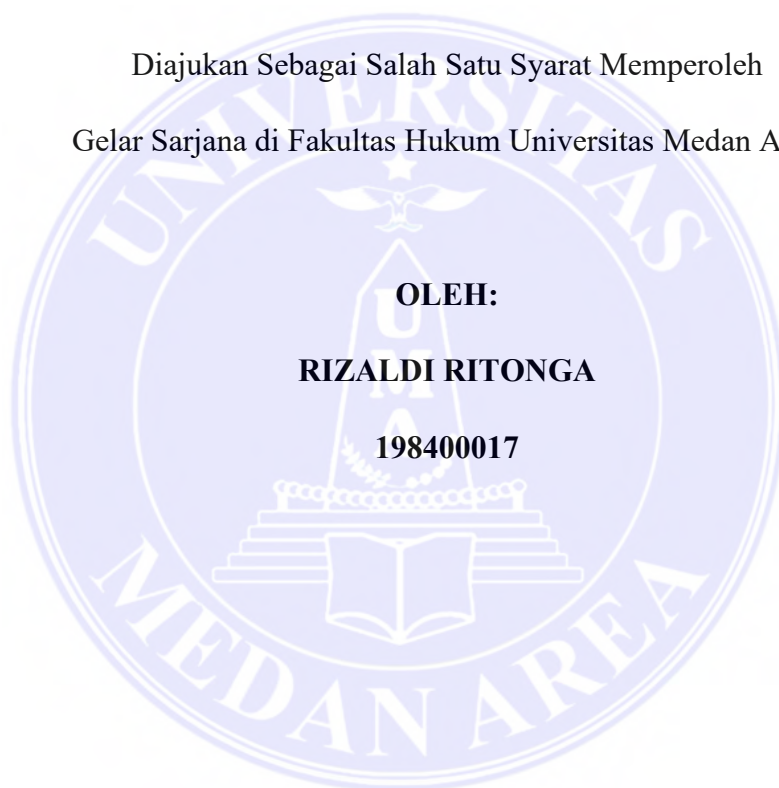 Diajukan Sebagai Salah Satu Syarat Memperoleh
Gelar Sarjana di Fakultas Hukum Universitas Medan A
OLEH:
RIZALDI RITONGA
198400017
UNIVERSITAS
UMA
MEDAN AREA